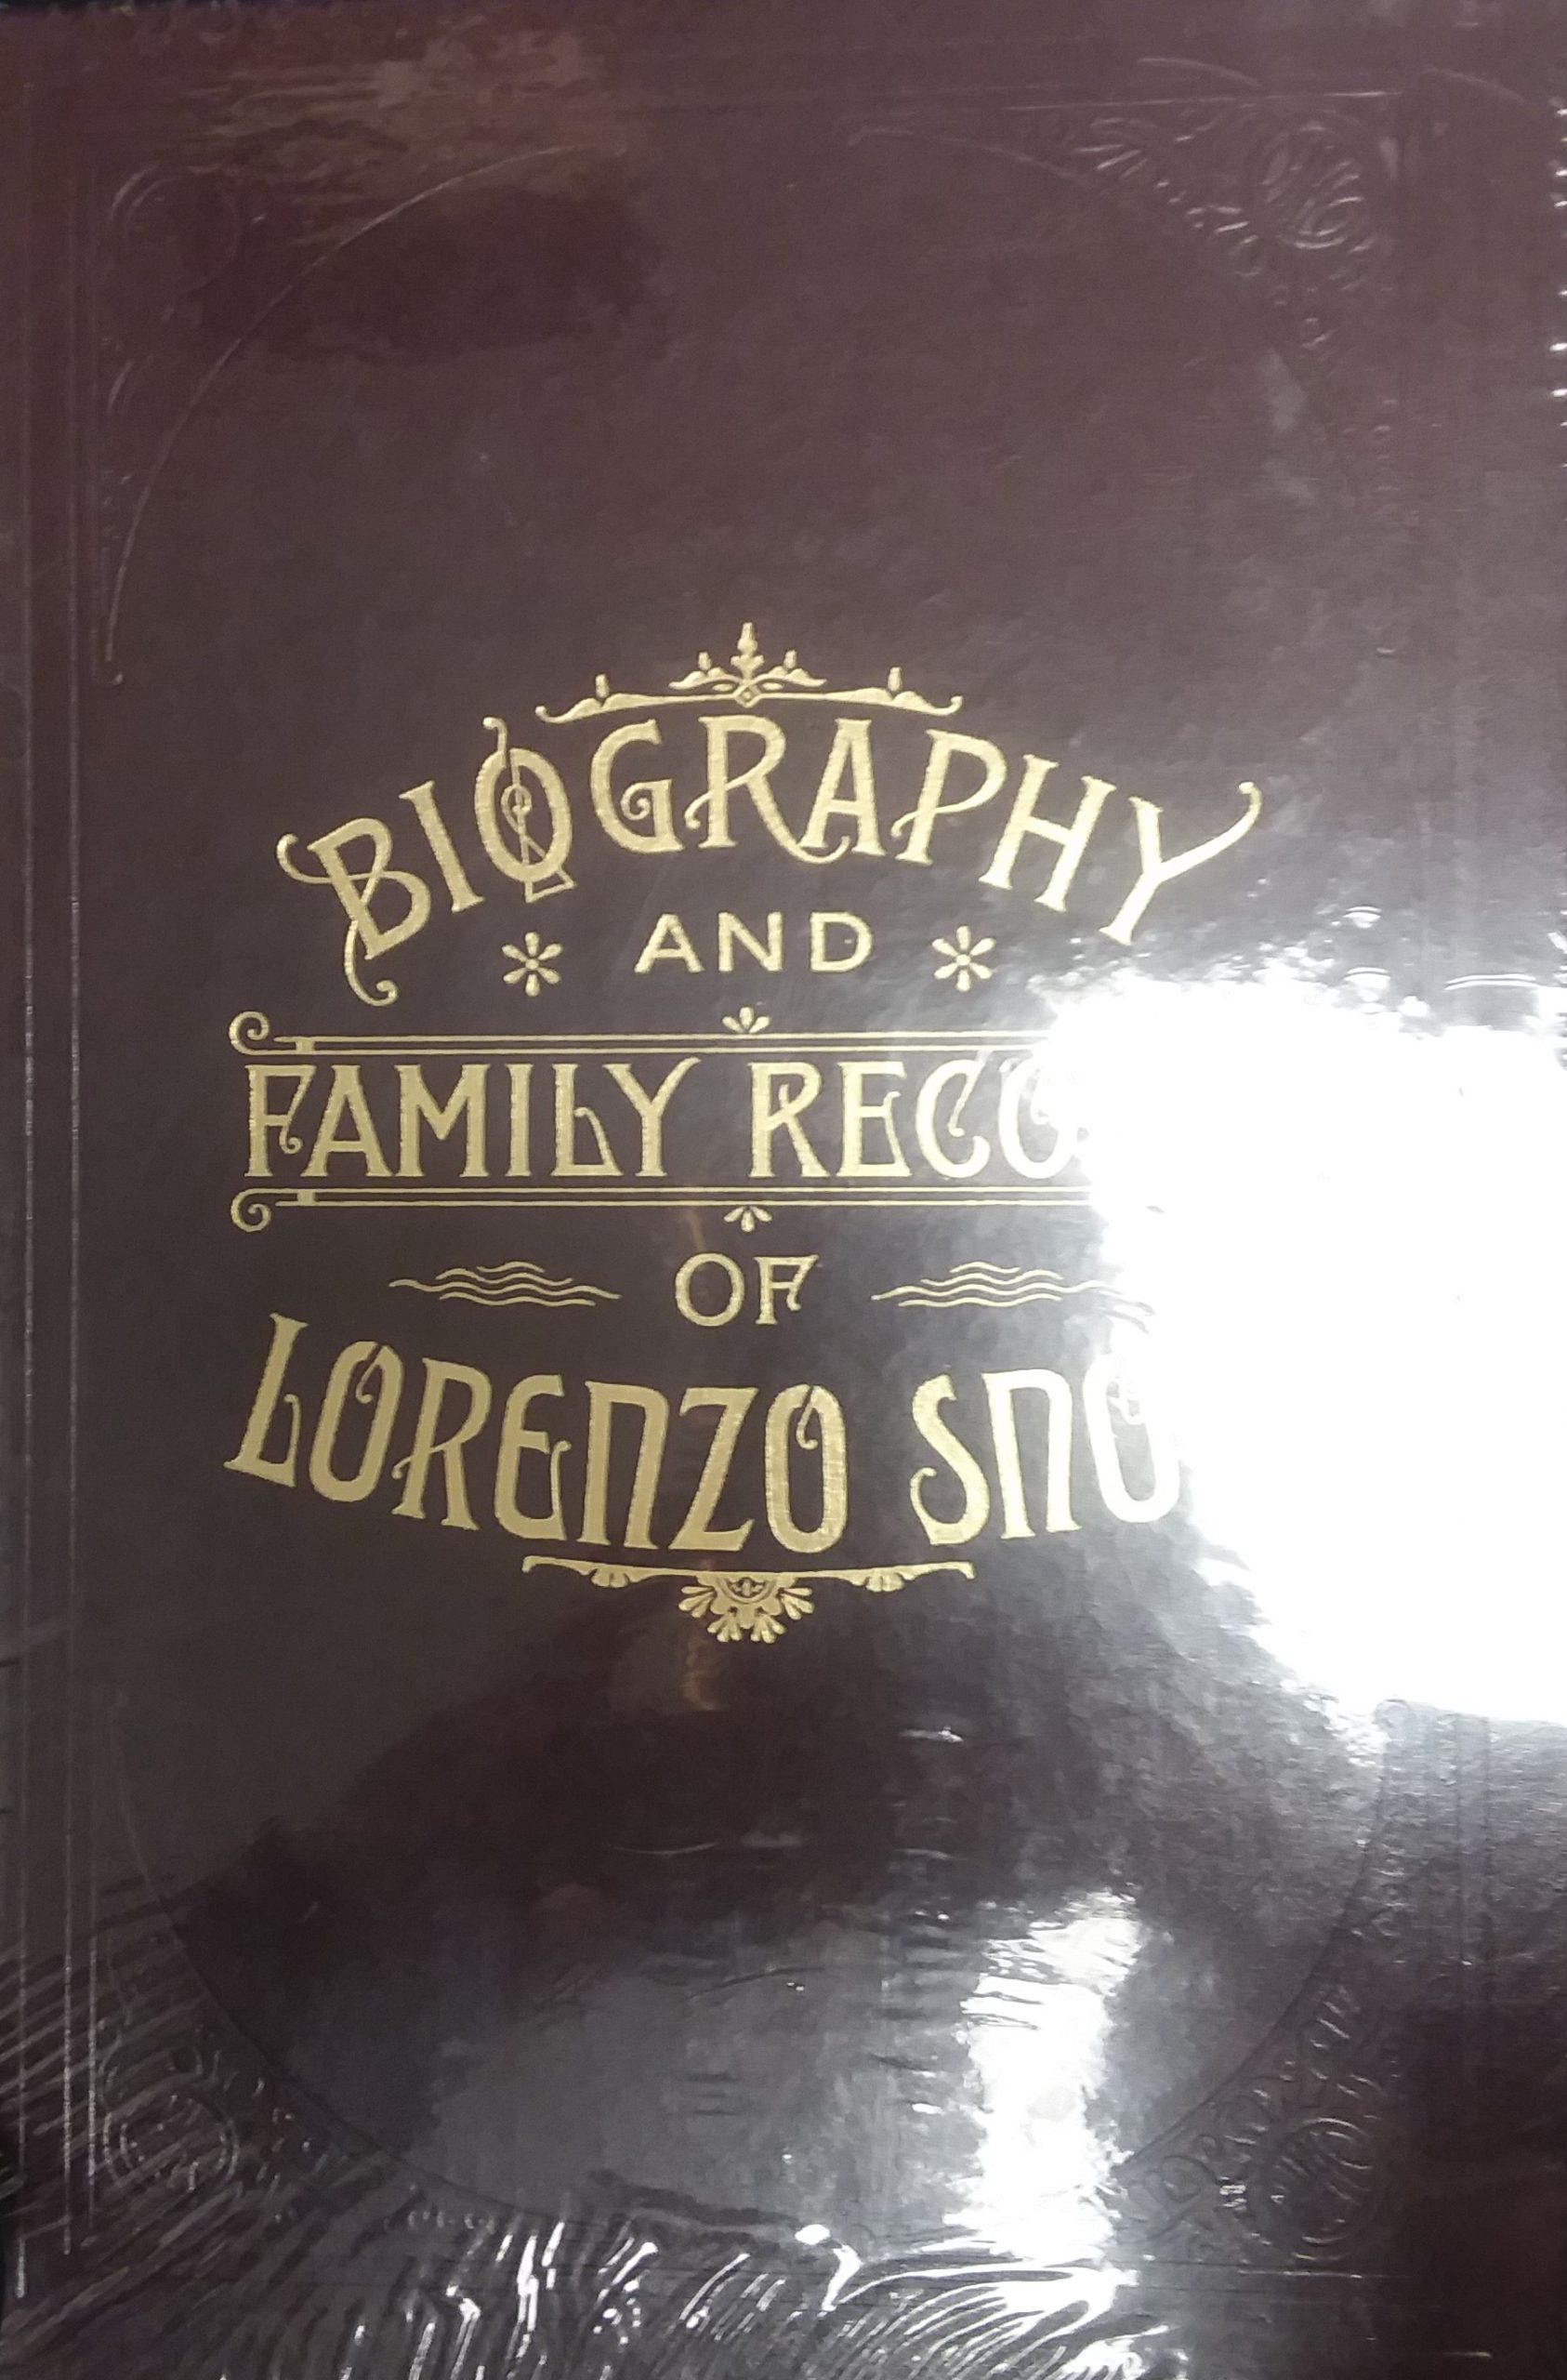 BIOGRAPHY
AND
FAMILY RECO
OF
LORENZO SNO